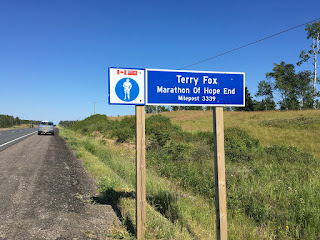 Terry Fox
Marathon Of Hope End
Milepost 3339